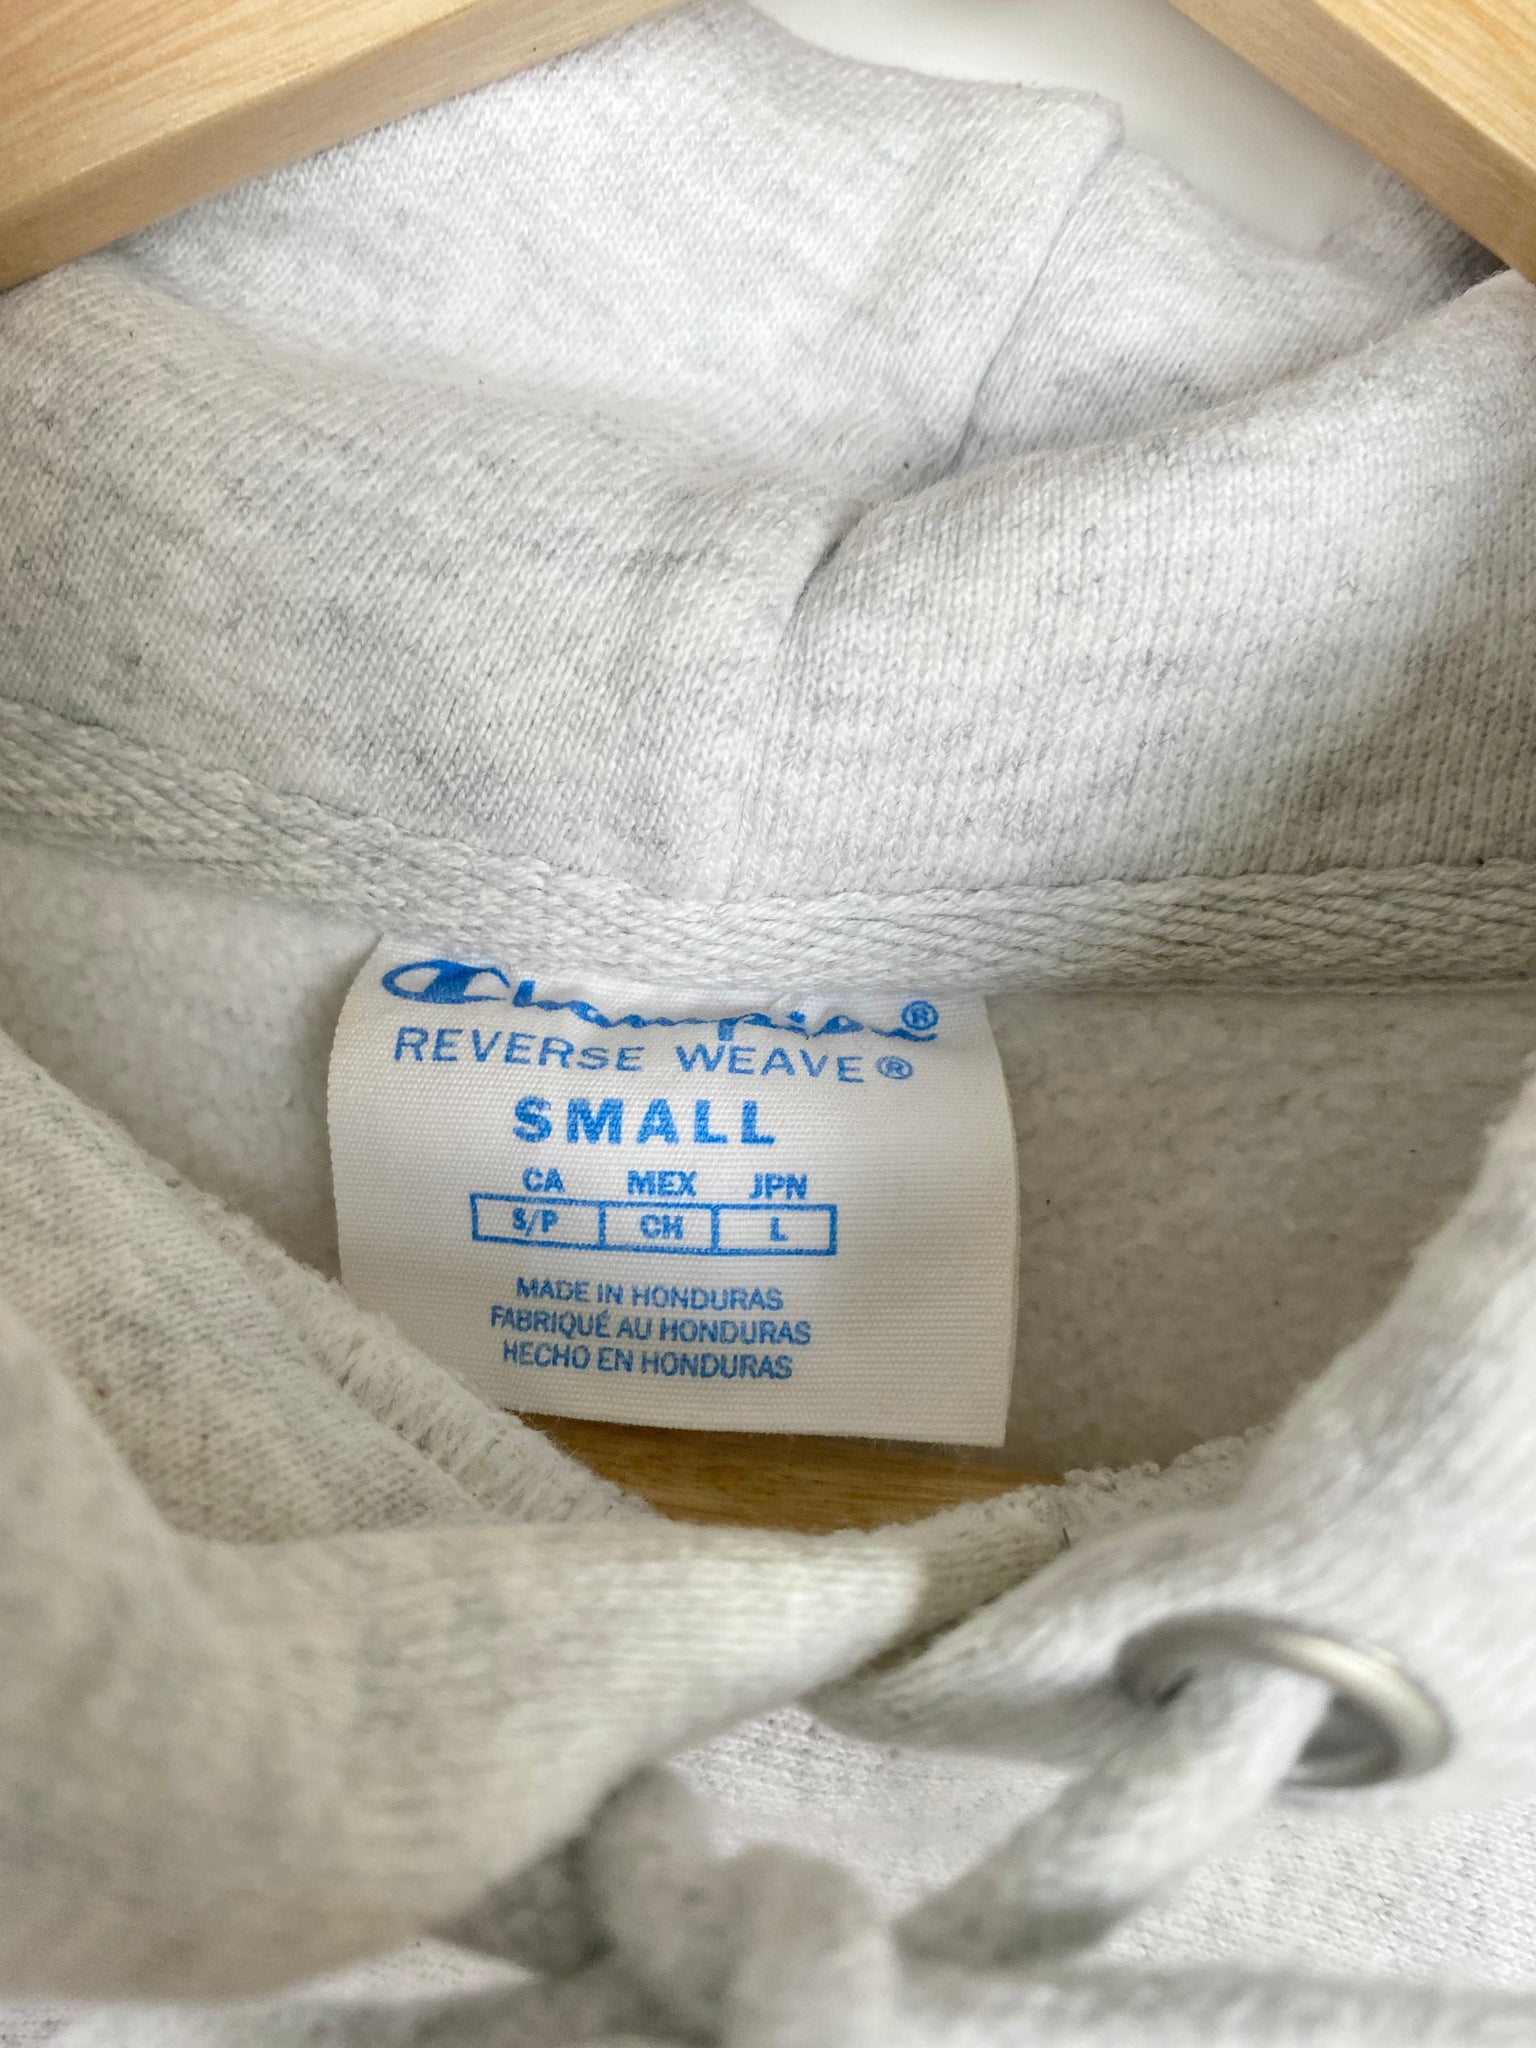 Champion®
REVERSE WEAVE®
SMALL
CA MEX JPN
S/P CH L
MADE IN HONDURAS
FABRIQUÉ AU HONDURAS
HECHO EN HONDURAS